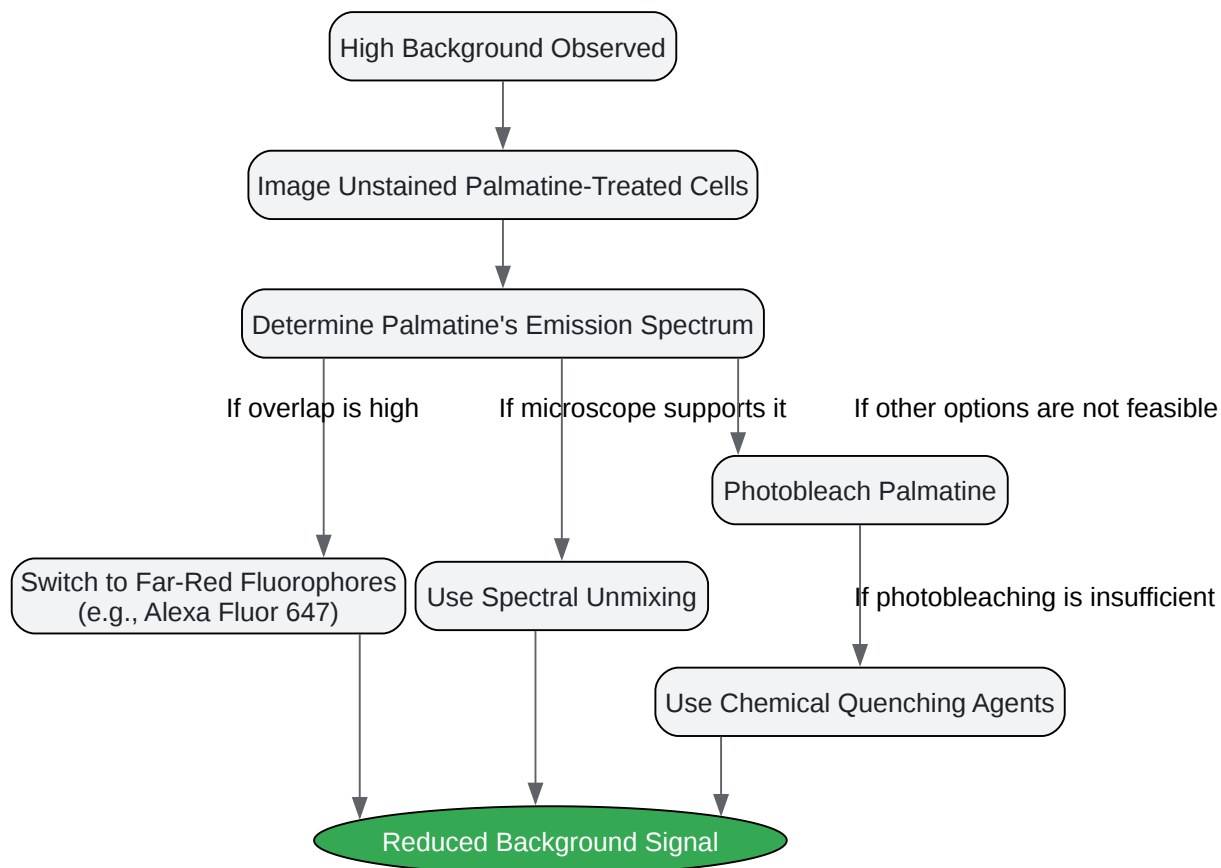 High Background Observed
Image Unstained Palmatine-Treated Cells
Determine Palmatine's Emission Spectrum
If overlap is high
If microscope supports it
If other options are not feasible
Photobleach Palmatine
Switch to Far-Red Fluorophores
(e.g., Alexa Fluor 647)
Use Spectral Unmixing
If photobleaching is insufficient
Use Chemical Quenching Agents
Reduced Background Signal